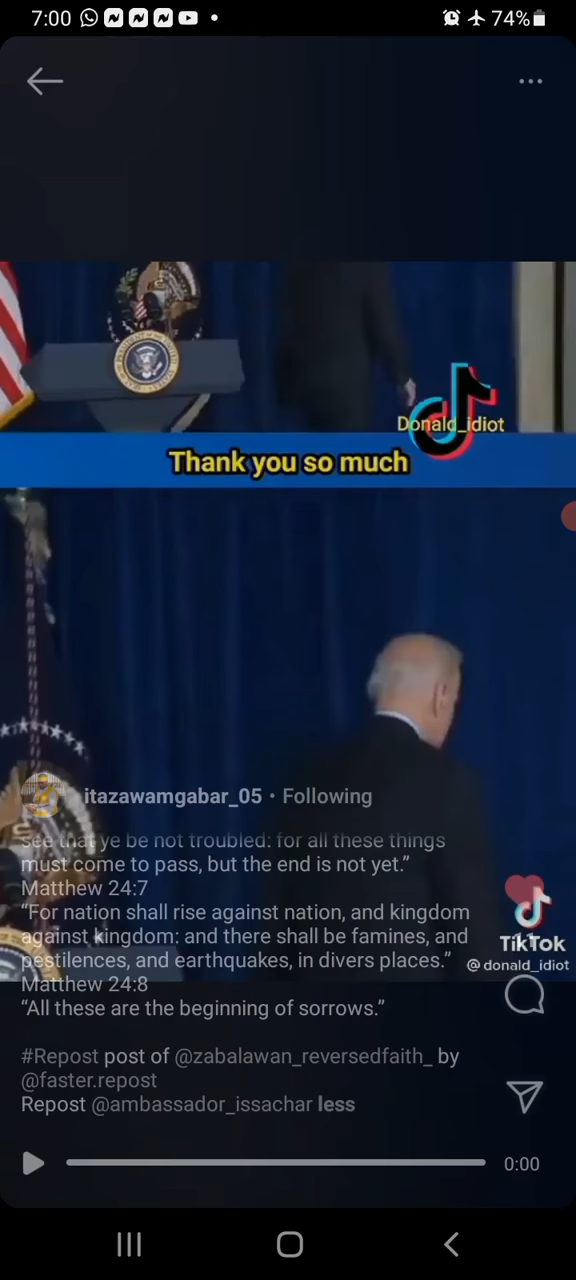 7:00
74%
Donald_idiot
Thank you so much
itazawamgabar_05 • Following
see that ye be not troubled: for all these things
must come to pass, but the end is not yet.”
Matthew 24:7
“For nation shall rise against nation, and kingdom
against kingdom: and there shall be famines, and
pestilences, and earthquakes, in divers places.”
Matthew 24:8
“All these are the beginning of sorrows.”
TikTok
@donald_idiot
#Repost post of @zabalawan_reversedfaith_ by
@faster.repost
Repost @ambassador_issachar less
0:00